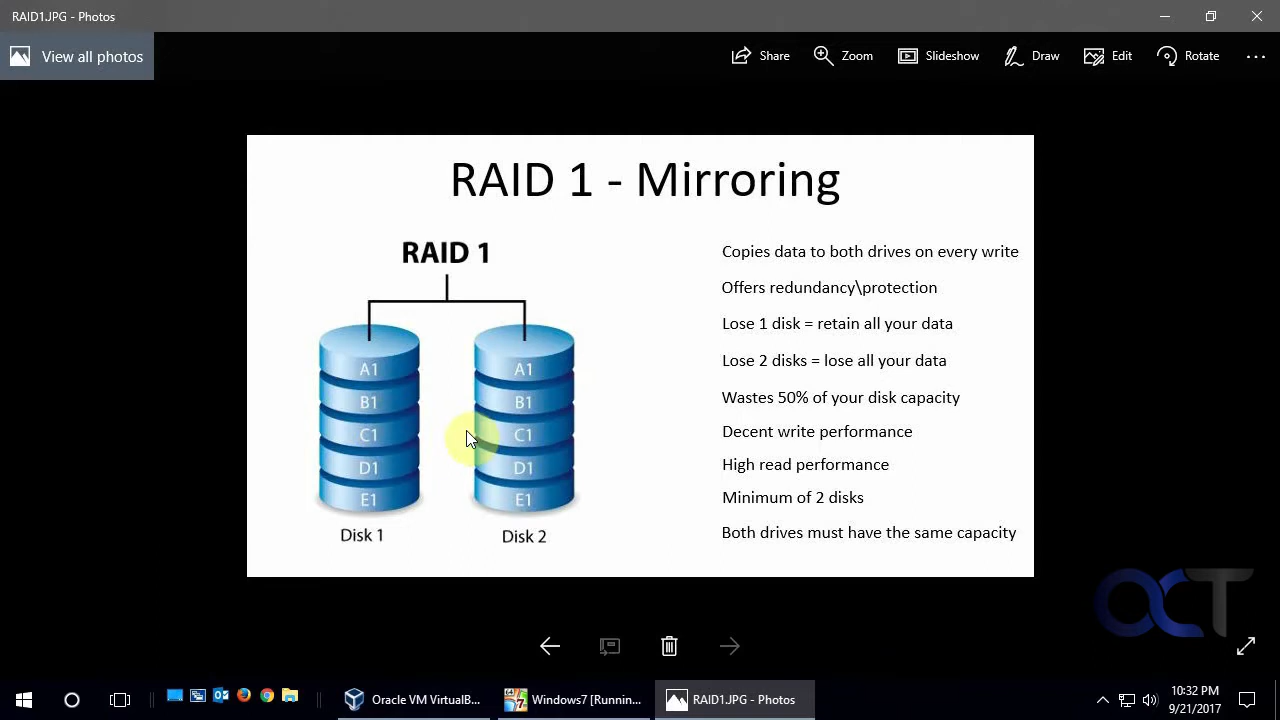 RAID1.JPG - Photos
View all photos
Share
Zoom
Slideshow
Draw
Edit
Rotate
RAID 1 - Mirroring
RAID 1
A1
B1
C1
D1
E1
Disk 1
A1
B1
C1
D1
E1
Disk 2
Copies data to both drives on every write
Offers redundancy\protection
Lose 1 disk = retain all your data
Lose 2 disks = lose all your data
Wastes 50% of your disk capacity
Decent write performance
High read performance
Minimum of 2 disks
Both drives must have the same capacity
OCT
Oracle VM VirtualB...
Windows7 [Runnin...
RAID1.JPG - Photos
10:32 PM
9/21/2017